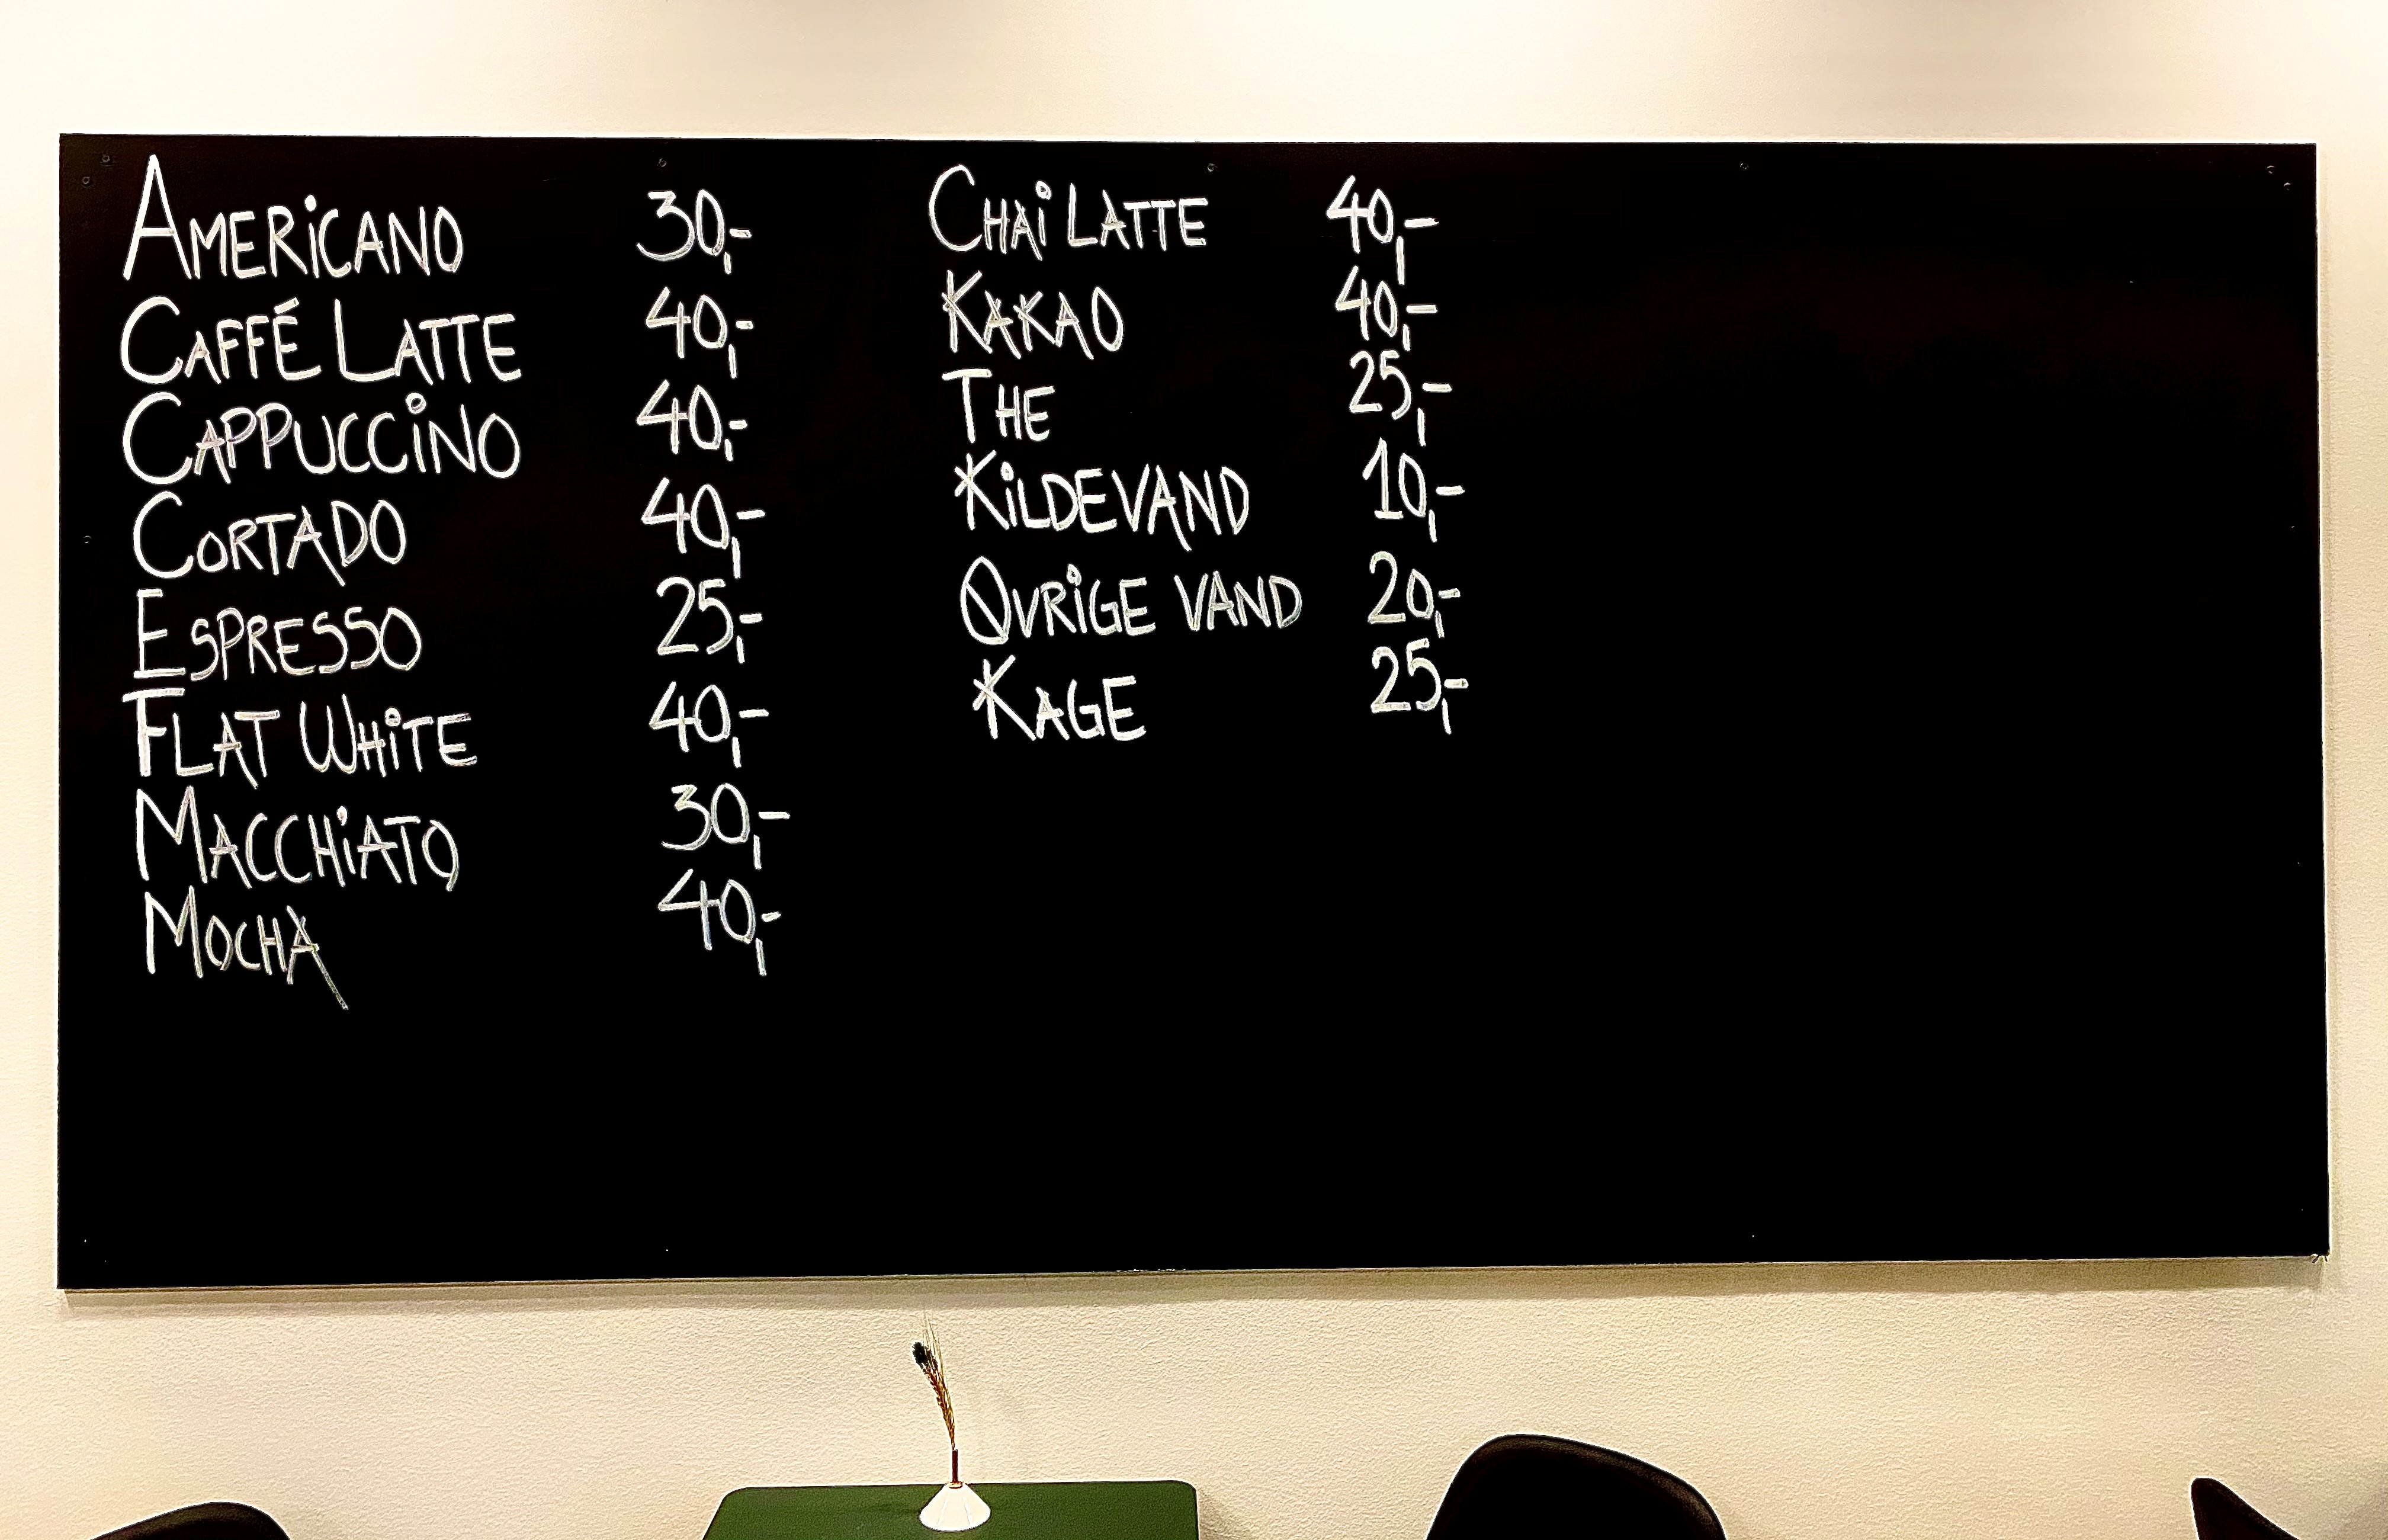 AMERiCANO 30,-
CAFFÉ LATTE 40,-
CAPPUCCiNO 40,-
CORTADO 40,-
ESPRESSO 25,-
FLAT WHiTE 40,-
MACCHiATO 30,-
MOCHA 40,-
CHAi LATTE 40,-
KAKAO 40,-
THE 25,-
KiLDEVAND 10,-
ØVRiGE VAND 20,-
KAGE 25,-